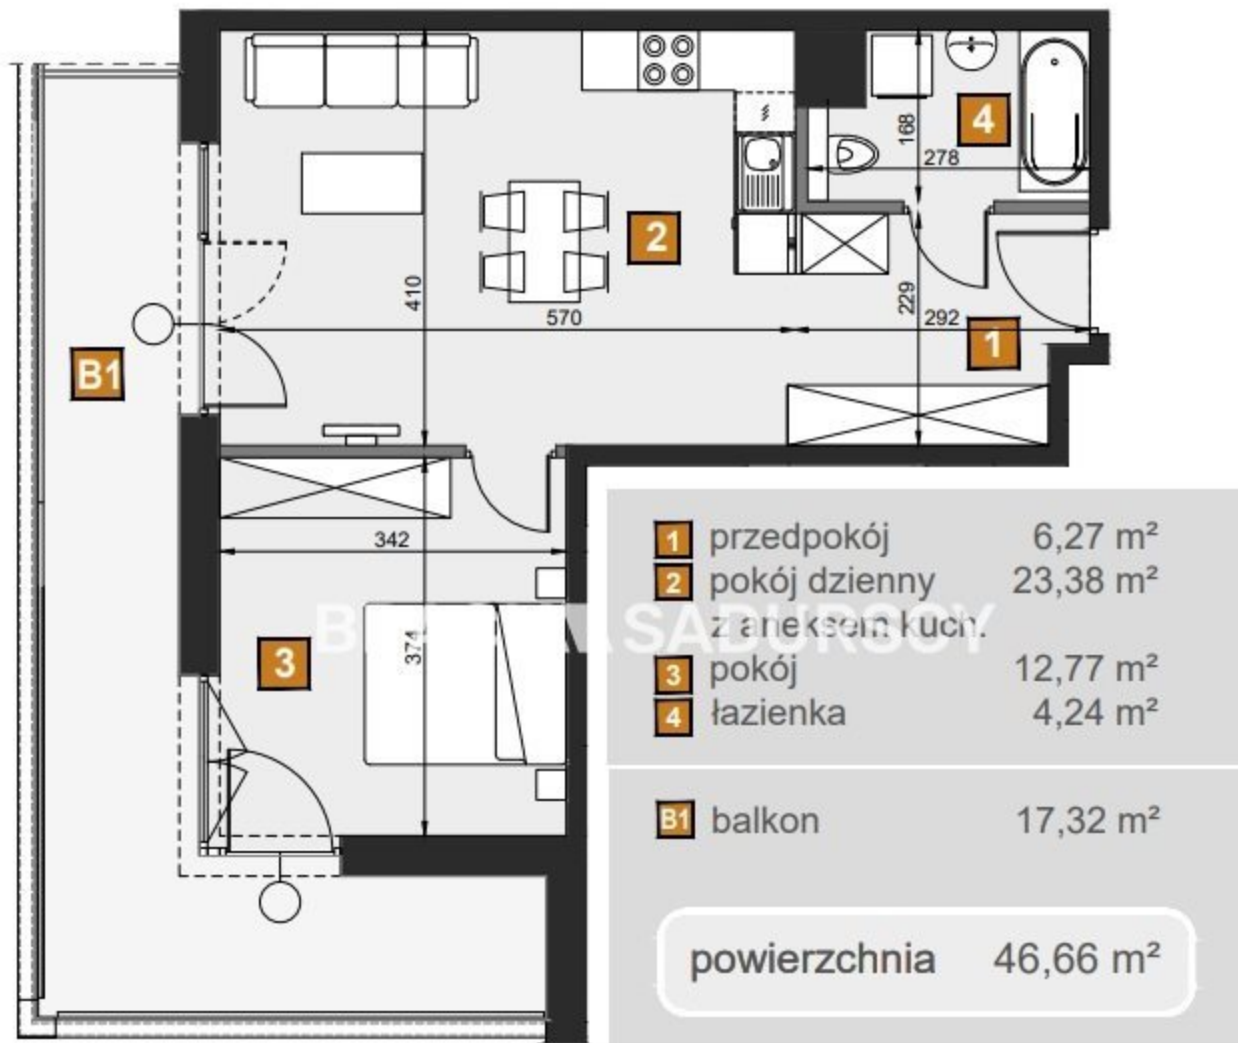 4
168
278
2
410
229
570
292
1
B1
342
374
3
BRACIA SADURSCY
1 przedpokój 6,27 m²
2 pokój dzienny 23,38 m²
z aneksem kuch.
3 pokój 12,77 m²
4 łazienka 4,24 m²
B1 balkon 17,32 m²
powierzchnia 46,66 m²